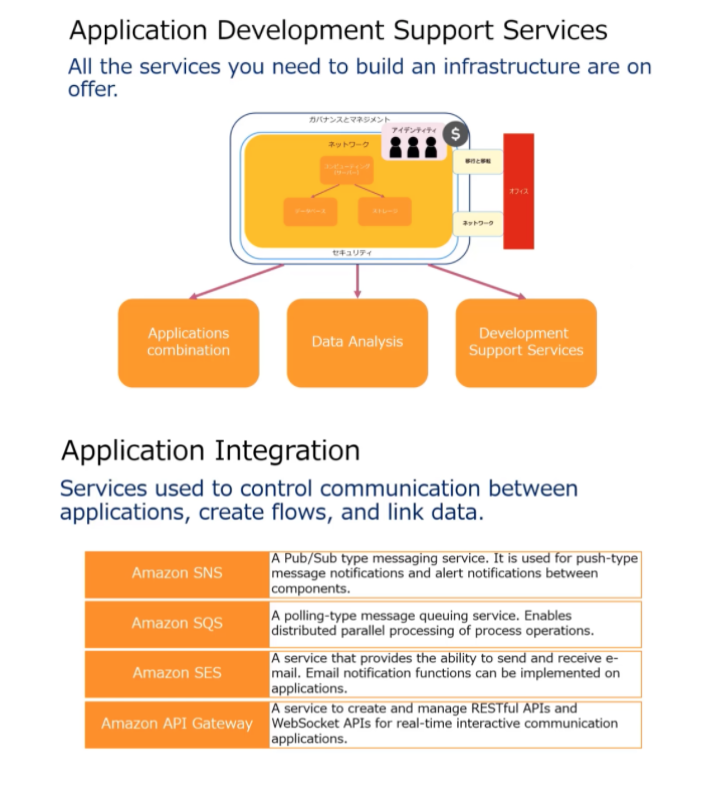 Application Development Support Services
All the services you need to build an infrastructure are on
offer.
ガバナンスとマネジメント
アイデンティティ
$
ネットワーク
コンピューティング
(サーバー)
移行と移転
オフィス
データベース
ストレージ
ネットワーク
セキュリティ
Applications
combination
Data Analysis
Development
Support Services
Application Integration
Services used to control communication between
applications, create flows, and link data.
Amazon SNS
A Pub/Sub type messaging service. It is used for push-type
message notifications and alert notifications between
components.
Amazon SQS
A polling-type message queuing service. Enables
distributed parallel processing of process operations.
Amazon SES
A service that provides the ability to send and receive e-
mail. Email notification functions can be implemented on
applications.
Amazon API Gateway
A service to create and manage RESTful APIs and
WebSocket APIs for real-time interactive communication
applications.